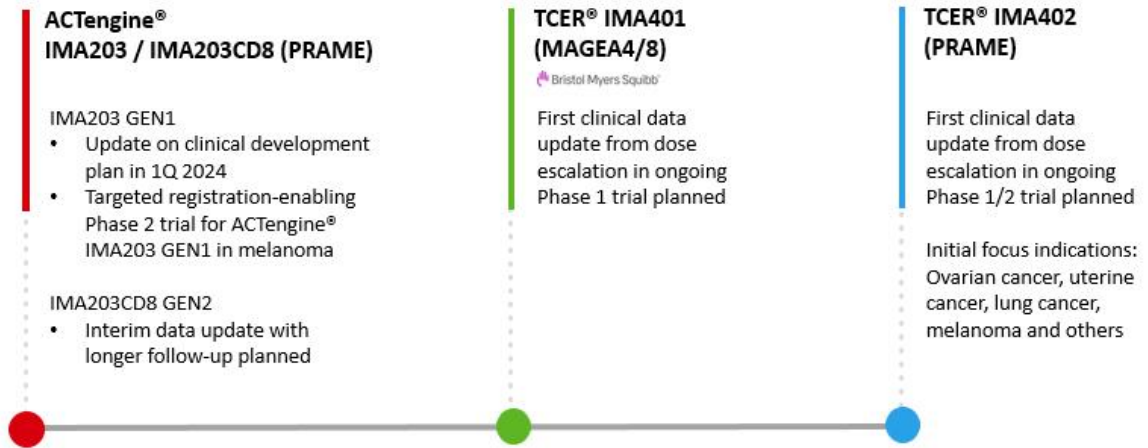 ACTengine®
IMA203 / IMA203CD8 (PRAME)
IMA203 GEN1
• Update on clinical development
plan in 1Q 2024
• Targeted registration-enabling
Phase 2 trial for ACTengine®
IMA203 GEN1 in melanoma
IMA203CD8 GEN2
• Interim data update with
longer follow-up planned
TCER® IMA401
(MAGEA4/8)
Bristol Myers Squibb®
First clinical data
update from dose
escalation in ongoing
Phase 1 trial planned
TCER® IMA402
(PRAME)
First clinical data
update from dose
escalation in ongoing
Phase 1/2 trial planned
Initial focus indications:
Ovarian cancer, uterine
cancer, lung cancer,
melanoma and others